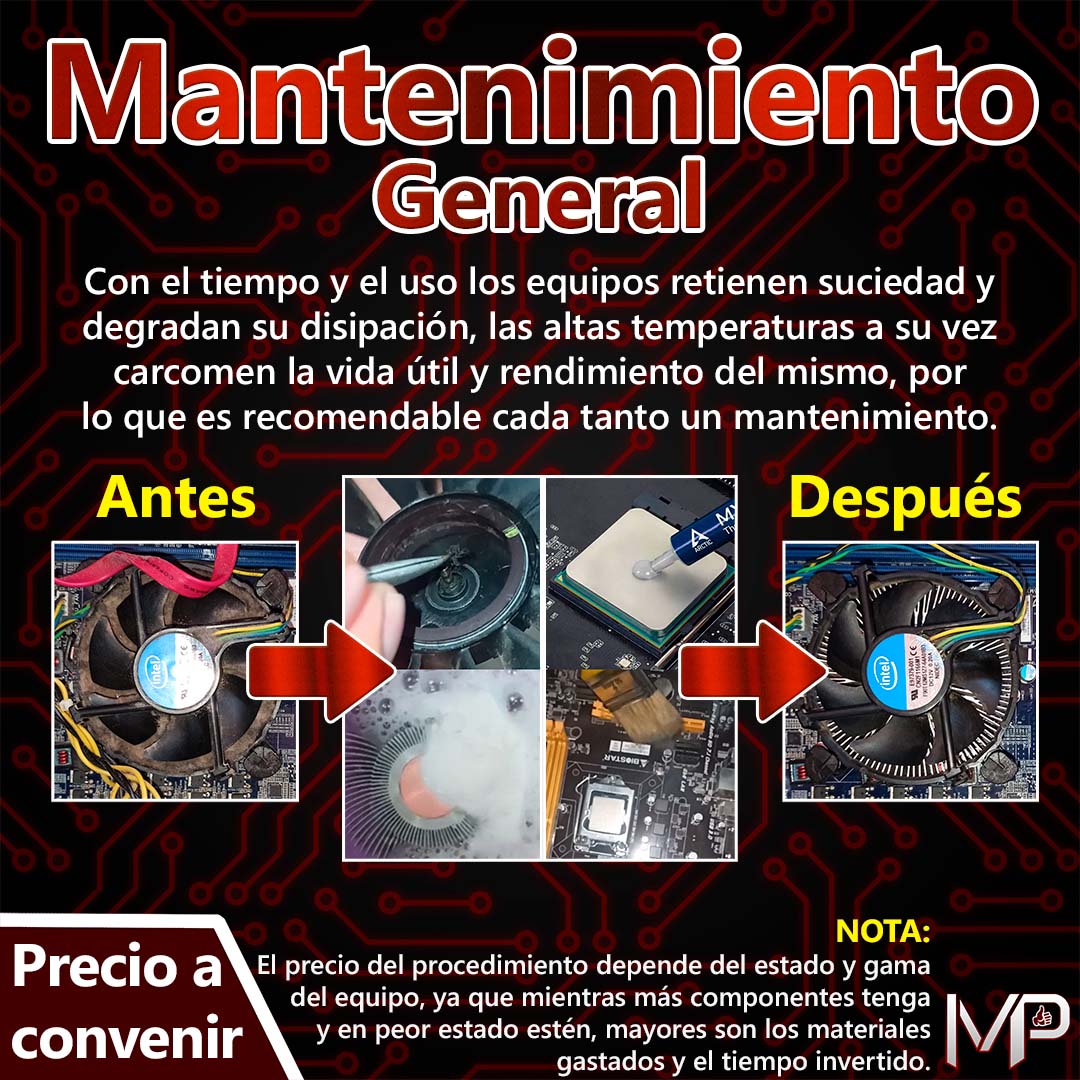 Mantenimiento
General
Con el tiempo y el uso los equipos retienen suciedad y
degradan su disipación, las altas temperaturas a su vez
carcomen la vida útil y rendimiento del mismo, por
lo que es recomendable cada tanto un mantenimiento.
Antes
Después
ARCTIC
MX
intel
intel
BIOSTAR
Precio a
convenir
NOTA:
El precio del procedimiento depende del estado y gama
del equipo, ya que mientras más componentes tenga
y en peor estado estén, mayores son los materiales
gastados y el tiempo invertido.
MP